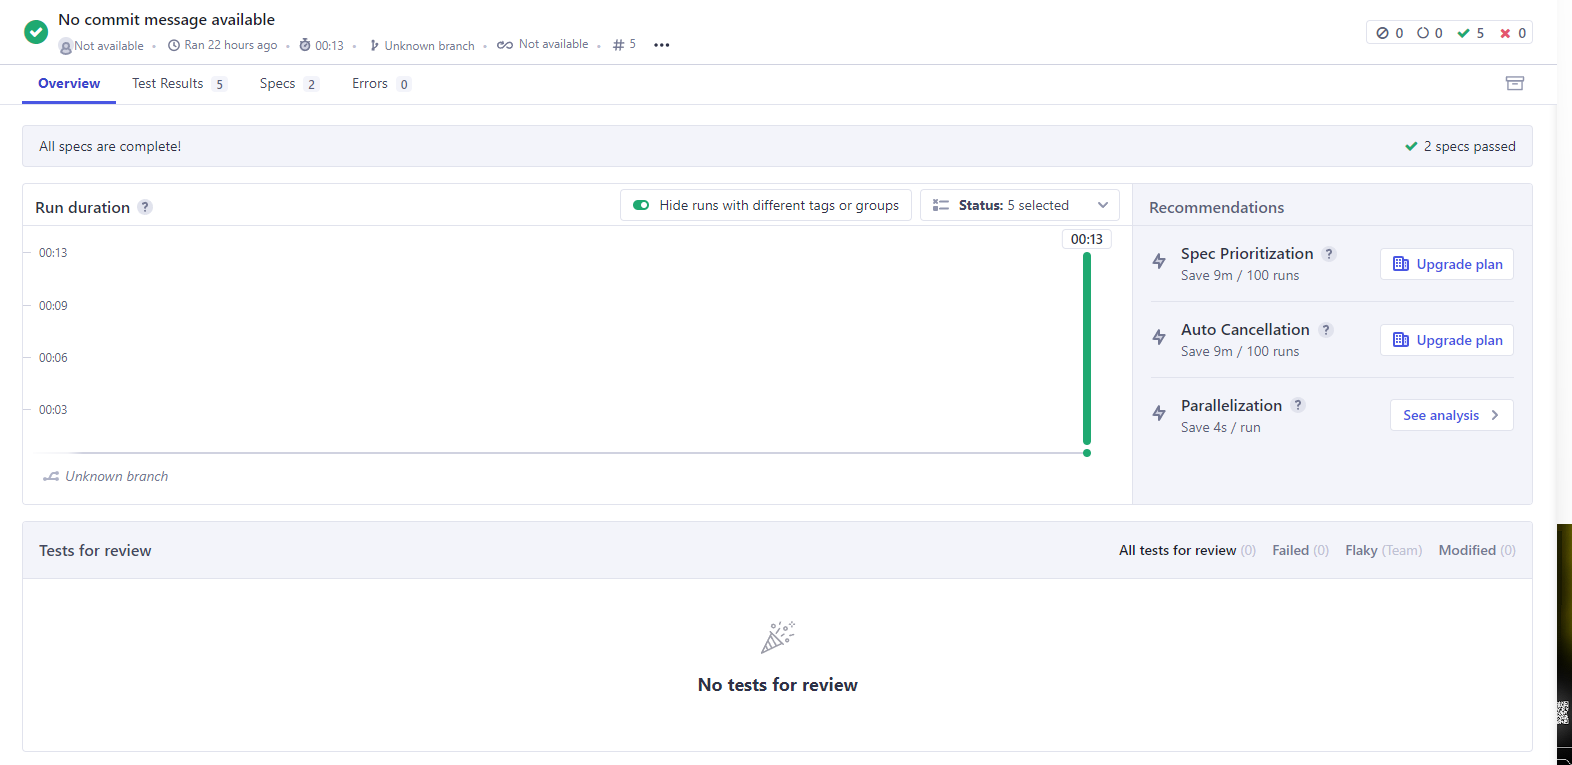 No commit message available
Not available • Ran 22 hours ago • 00:13 • Unknown branch • Not available • # 5 •••
0 0 5 0
Overview Test Results 5 Specs 2 Errors 0
All specs are complete! 2 specs passed
Run duration ? Hide runs with different tags or groups Status: 5 selected
00:13
00:13
00:09
00:06
00:03
Unknown branch
Recommendations
Spec Prioritization ?
Save 9m / 100 runs
Upgrade plan
Auto Cancellation ?
Save 9m / 100 runs
Upgrade plan
Parallelization ?
Save 4s / run
See analysis
Tests for review All tests for review (0) Failed (0) Flaky (Team) Modified (0)
No tests for review